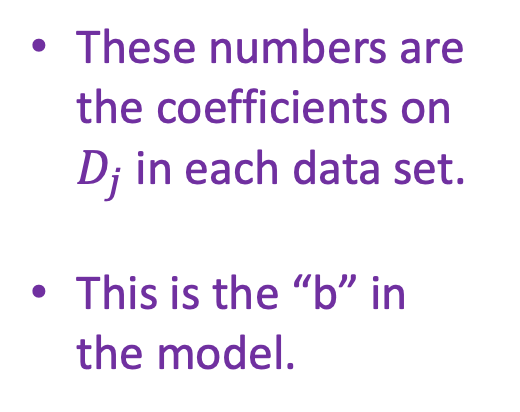 • These numbers are
the coefficients on
𝐷𝑗 in each data set.
• This is the “b” in
the model.